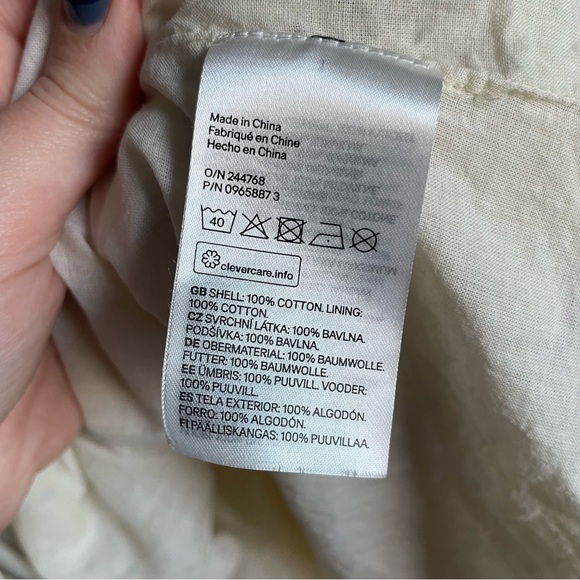 Made in China
Fabriqué en Chine
Hecho en China
O/N 244768
P/N 0965887 3
40
clevercare.info
GB SHELL: 100% COTTON. LINING:
100% COTTON.
CZ SVRCHNÍ LÁTKA: 100% BAVLNA.
PODŠÍVKA: 100% BAVLNA.
DE OBERMATERIAL: 100% BAUMWOLLE.
FUTTER: 100% BAUMWOLLE.
EE ÜMBRIS: 100% PUUVILL. VOODER:
100% PUUVILL.
ES TELA EXTERIOR: 100% ALGODÓN.
FORRO: 100% ALGODÓN.
FI PÄÄLLISKANGAS: 100% PUUVILLAA.